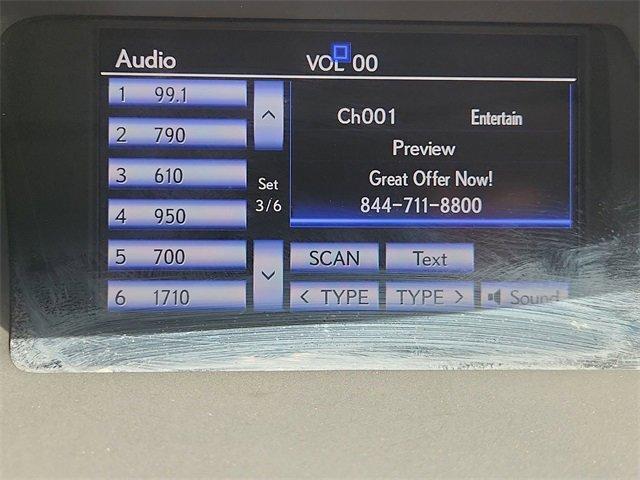 Audio VOL 00
1 99.1
2 790
3 610
4 950
5 700
6 1710
Set
3/6
Ch001 Entertain
Preview
Great Offer Now!
844-711-8800
SCAN Text
< TYPE TYPE > Sound